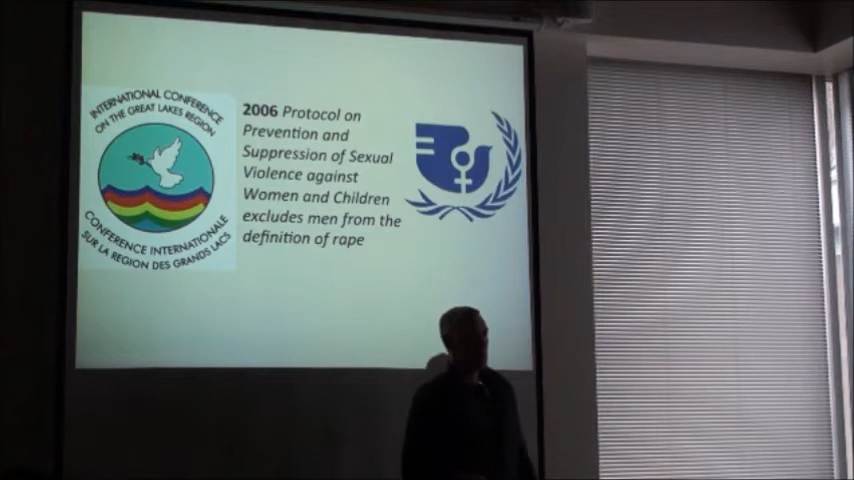 INTERNATIONAL CONFERENCE
ON THE GREAT LAKES REGION
CONFERENCE INTERNATIONALE
SUR LA REGION DES GRANDS LACS
2006 Protocol on
Prevention and
Suppression of Sexual
Violence against
Women and Children
excludes men from the
definition of rape